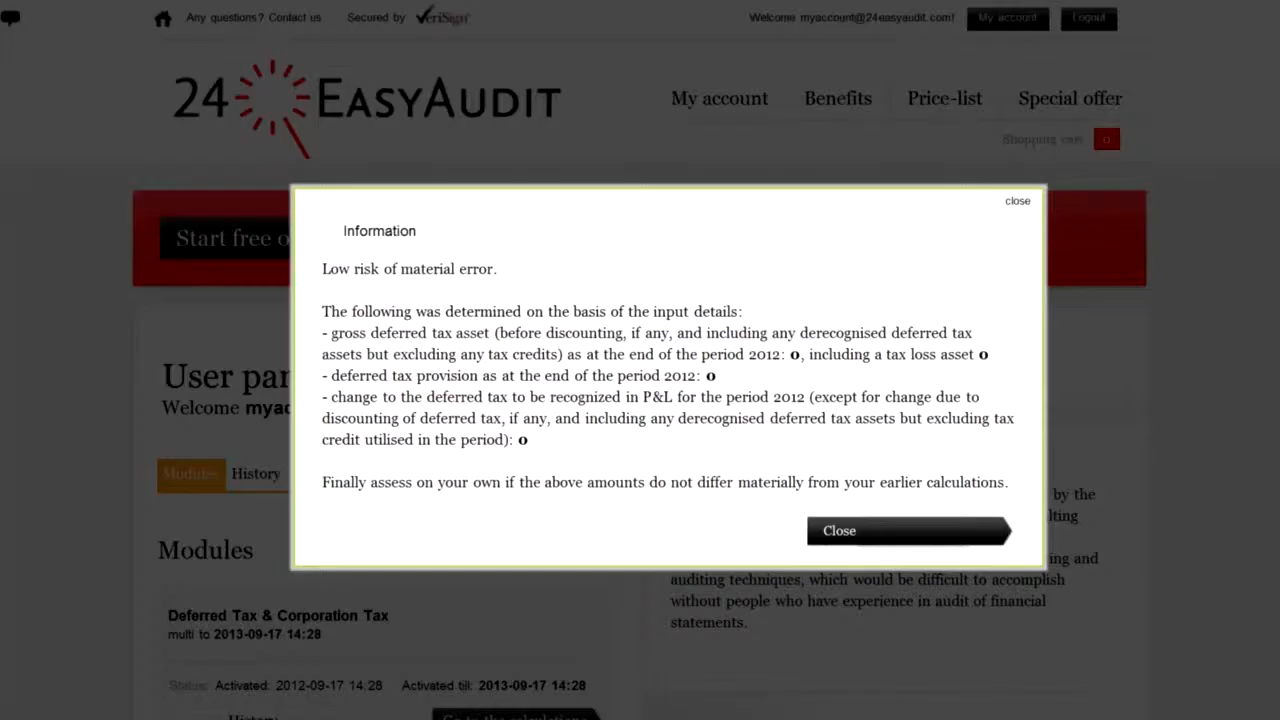 Any questions? Contact us
Secured by VeriSign
Welcome myaccount@24easyaudit.com!
My account
Logout
24 EASYAUDIT
My account Benefits Price-list Special offer
Shopping cart 0
Start free o
close
Information
Low risk of material error.
The following was determined on the basis of the input details:
- gross deferred tax asset (before discounting, if any, and including any derecognised deferred tax
assets but excluding any tax credits) as at the end of the period 2012: 0, including a tax loss asset 0
- deferred tax provision as at the end of the period 2012: 0
- change to the deferred tax to be recognized in P&L for the period 2012 (except for change due to
discounting of deferred tax, if any, and including any derecognised deferred tax assets but excluding tax
credit utilised in the period): 0
Finally assess on your own if the above amounts do not differ materially from your earlier calculations.
Close
User pan
Welcome myac
Modules History
by the
lting
Modules
ing and
auditing techniques, which would be difficult to accomplish
without people who have experience in audit of financial
statements.
Deferred Tax & Corporation Tax
multi to 2013-09-17 14:28
Status: Activated: 2012-09-17 14:28 Activated till: 2013-09-17 14:28
History
Go to the calculations